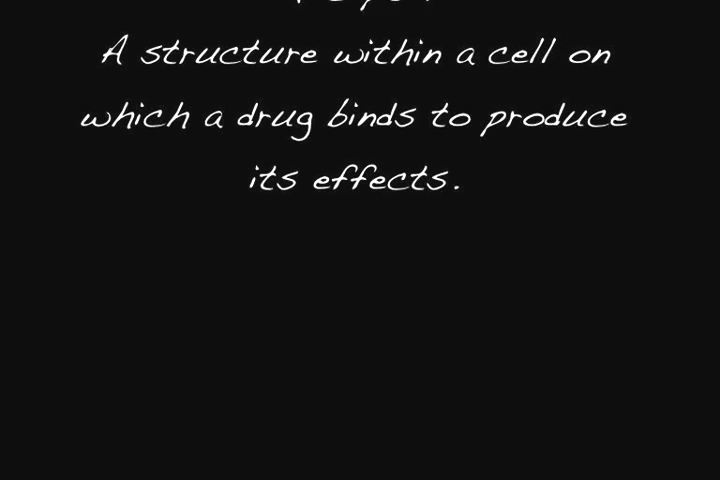 A structure within a cell on
which a drug binds to produce
its effects.